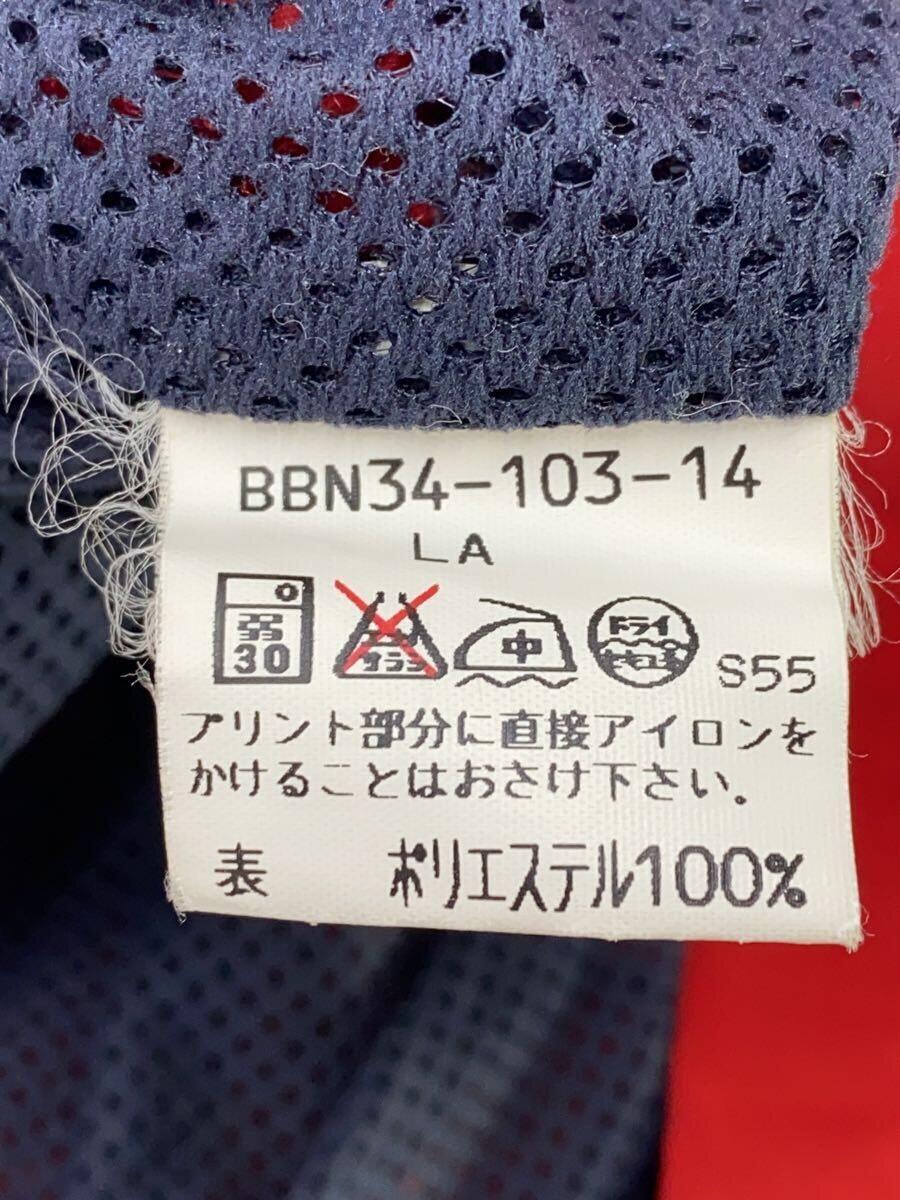 BBN34-103-14
LA
弱 30 エンソ サラシ 中 ドライ セキユ系 S55
プリント部分に直接アイロンを
かけることはおさけ下さい。
表 ポリエステル100%